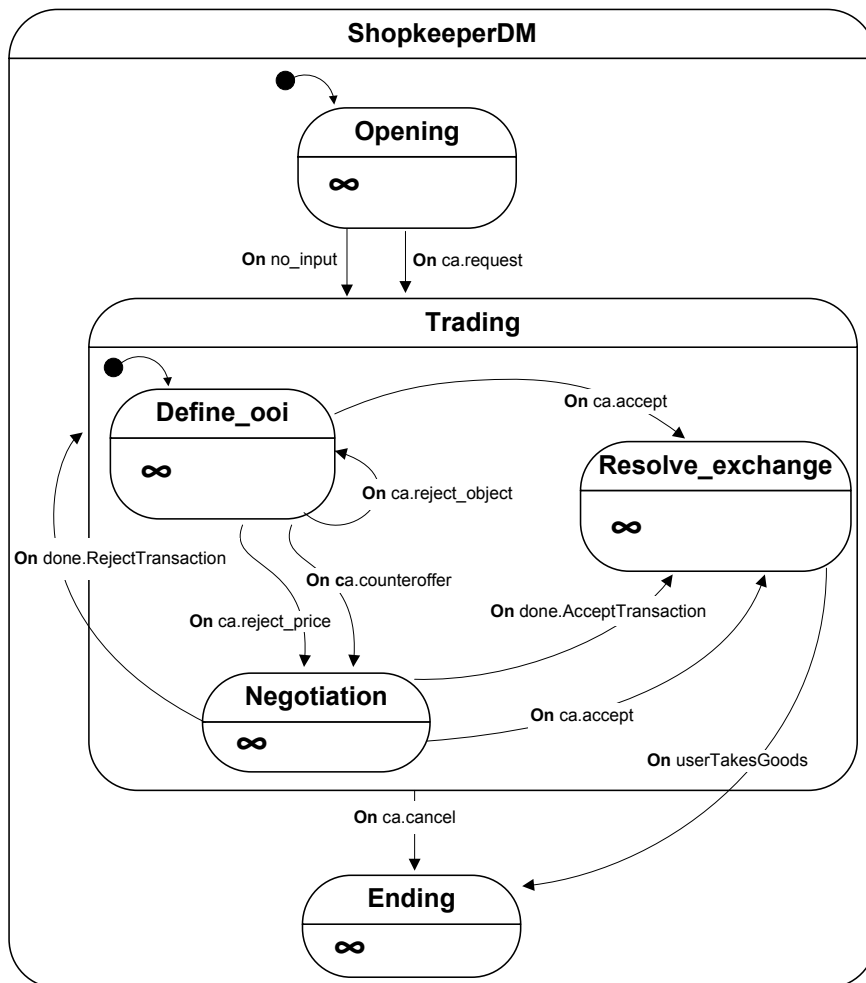 ShopkeeperDM
Opening
∞
On no_input
On ca.request
Trading
Define_ooi
∞
On ca.accept
Resolve_exchange
∞
On ca.reject_object
On done.RejectTransaction
On ca.counteroffer
On ca.reject_price
On done.AcceptTransaction
Negotiation
∞
On ca.accept
On userTakesGoods
On ca.cancel
Ending
∞